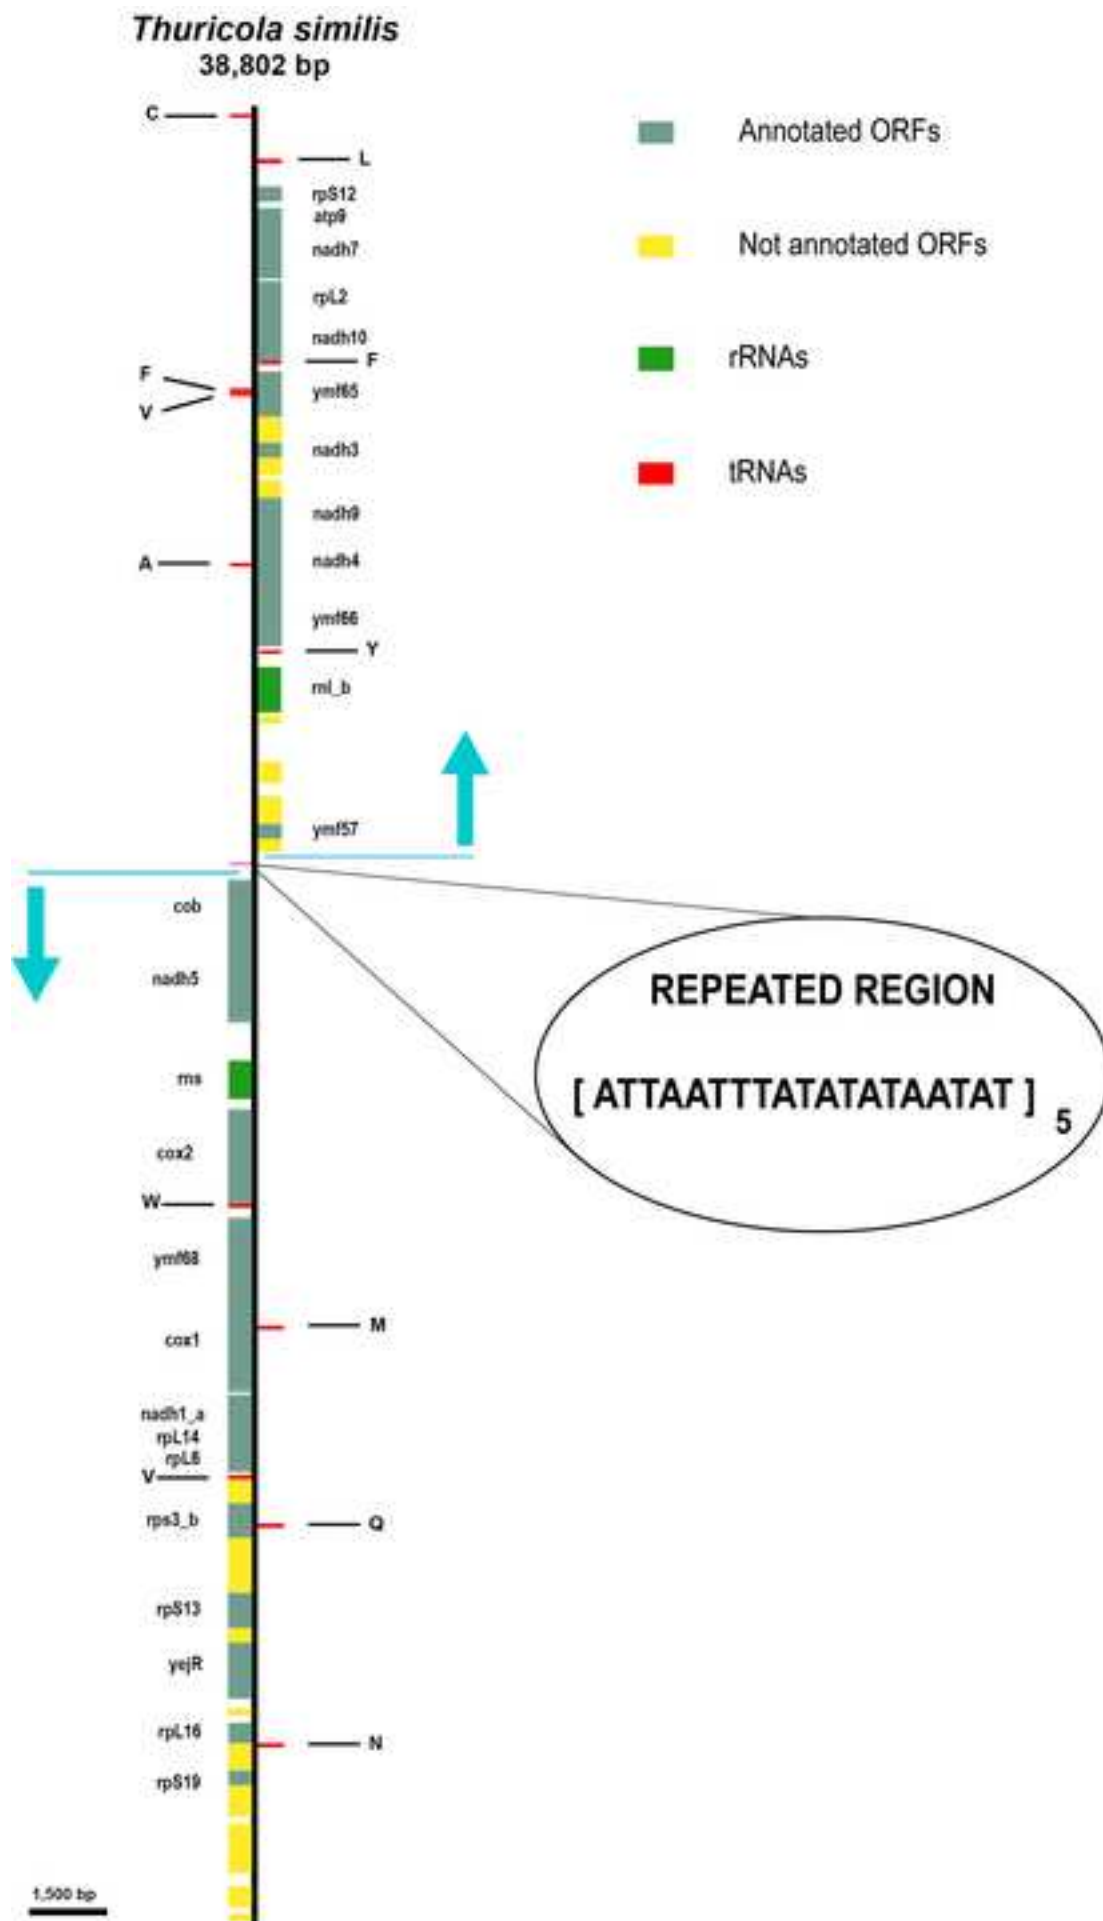 Thuricola similis
38,802 bp
C
L
rpS12
atp9
nadh7
rpL2
nadh10
F
F
V
ymf65
nadh3
nadh9
A
nadh4
ymf66
Y
rnl_b
ymf57
cob
nadh5
rns
cox2
W
ymf68
cox1
M
nadh1_a
rpL14
rpL6
V
rps3_b
Q
rpS13
yejR
rpL16
N
rpS19
1,500 bp
Annotated ORFs
Not annotated ORFs
rRNAs
tRNAs
REPEATED REGION
[ ATTAATTTATATATAATAT ]
5